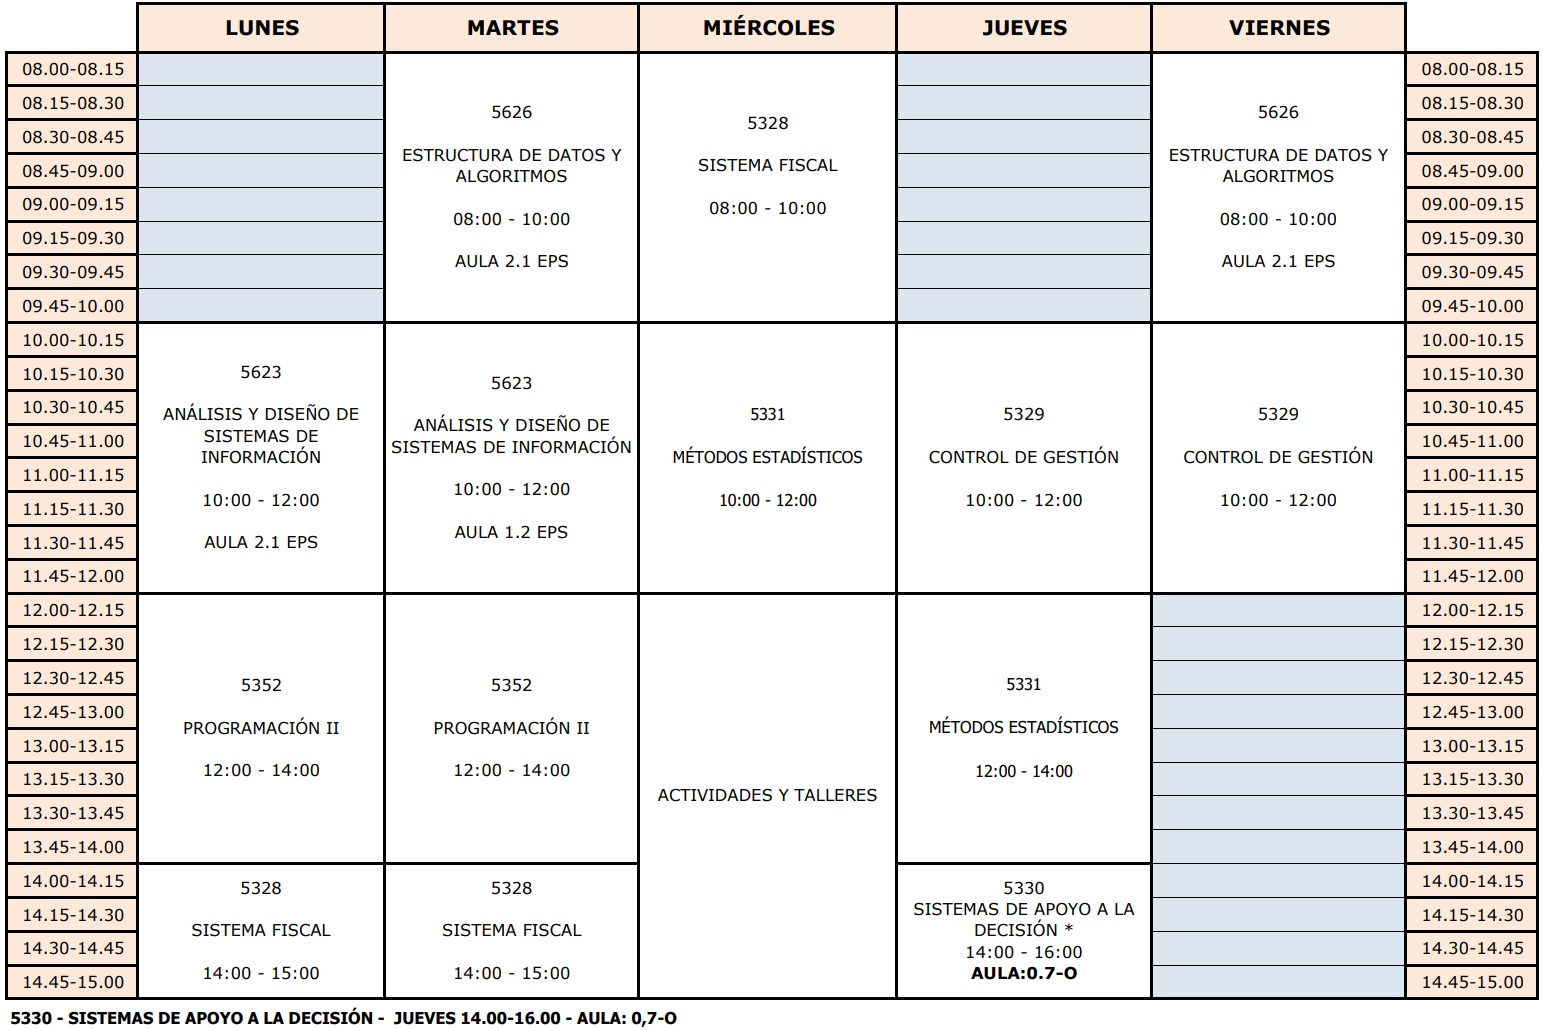 LUNES MARTES MIÉRCOLES JUEVES VIERNES
08.00-08.15
08.15-08.30
08.30-08.45
08.45-09.00
09.00-09.15
09.15-09.30
09.30-09.45
09.45-10.00
10.00-10.15
10.15-10.30
10.30-10.45
10.45-11.00
11.00-11.15
11.15-11.30
11.30-11.45
11.45-12.00
12.00-12.15
12.15-12.30
12.30-12.45
12.45-13.00
13.00-13.15
13.15-13.30
13.30-13.45
13.45-14.00
14.00-14.15
14.15-14.30
14.30-14.45
14.45-15.00
5623
ANÁLISIS Y DISEÑO DE
SISTEMAS DE
INFORMACIÓN
10:00 - 12:00
AULA 2.1 EPS
5352
PROGRAMACIÓN II
12:00 - 14:00
5328
SISTEMA FISCAL
14:00 - 15:00
5626
ESTRUCTURA DE DATOS Y
ALGORITMOS
08:00 - 10:00
AULA 2.1 EPS
5623
ANÁLISIS Y DISEÑO DE
SISTEMAS DE INFORMACIÓN
10:00 - 12:00
AULA 1.2 EPS
5352
PROGRAMACIÓN II
12:00 - 14:00
5328
SISTEMA FISCAL
14:00 - 15:00
5328
SISTEMA FISCAL
08:00 - 10:00
5331
MÉTODOS ESTADÍSTICOS
10:00 - 12:00
ACTIVIDADES Y TALLERES
5329
CONTROL DE GESTIÓN
10:00 - 12:00
5331
MÉTODOS ESTADÍSTICOS
12:00 - 14:00
5330
SISTEMAS DE APOYO A LA
DECISIÓN *
14:00 - 16:00
AULA:0.7-O
5626
ESTRUCTURA DE DATOS Y
ALGORITMOS
08:00 - 10:00
AULA 2.1 EPS
5329
CONTROL DE GESTIÓN
10:00 - 12:00
08.00-08.15
08.15-08.30
08.30-08.45
08.45-09.00
09.00-09.15
09.15-09.30
09.30-09.45
09.45-10.00
10.00-10.15
10.15-10.30
10.30-10.45
10.45-11.00
11.00-11.15
11.15-11.30
11.30-11.45
11.45-12.00
12.00-12.15
12.15-12.30
12.30-12.45
12.45-13.00
13.00-13.15
13.15-13.30
13.30-13.45
13.45-14.00
14.00-14.15
14.15-14.30
14.30-14.45
14.45-15.00
5330 - SISTEMAS DE APOYO A LA DECISIÓN - JUEVES 14.00-16.00 - AULA: 0,7-O